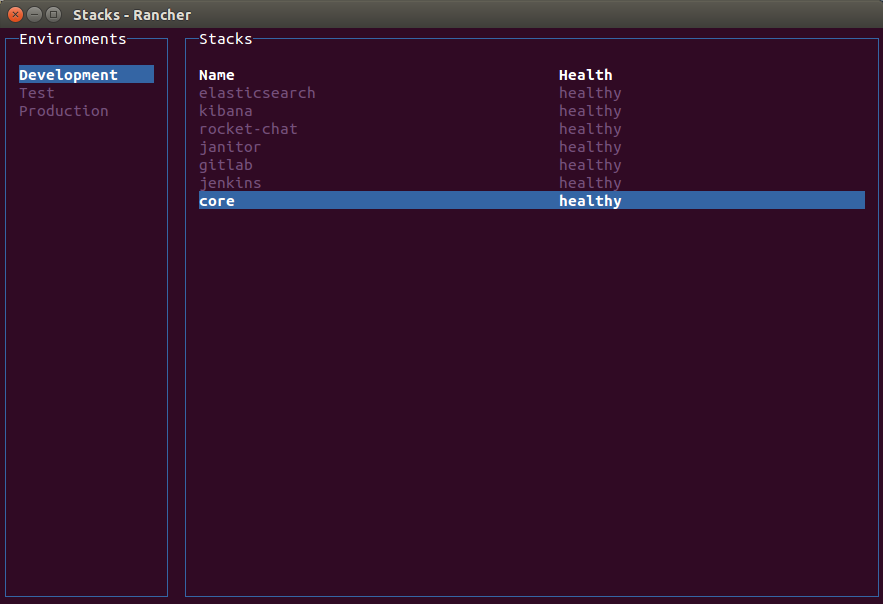 Stacks - Rancher
Environments
Development
Test
Production
Stacks
Name Health
elasticsearch healthy
kibana healthy
rocket-chat healthy
janitor healthy
gitlab healthy
jenkins healthy
core healthy